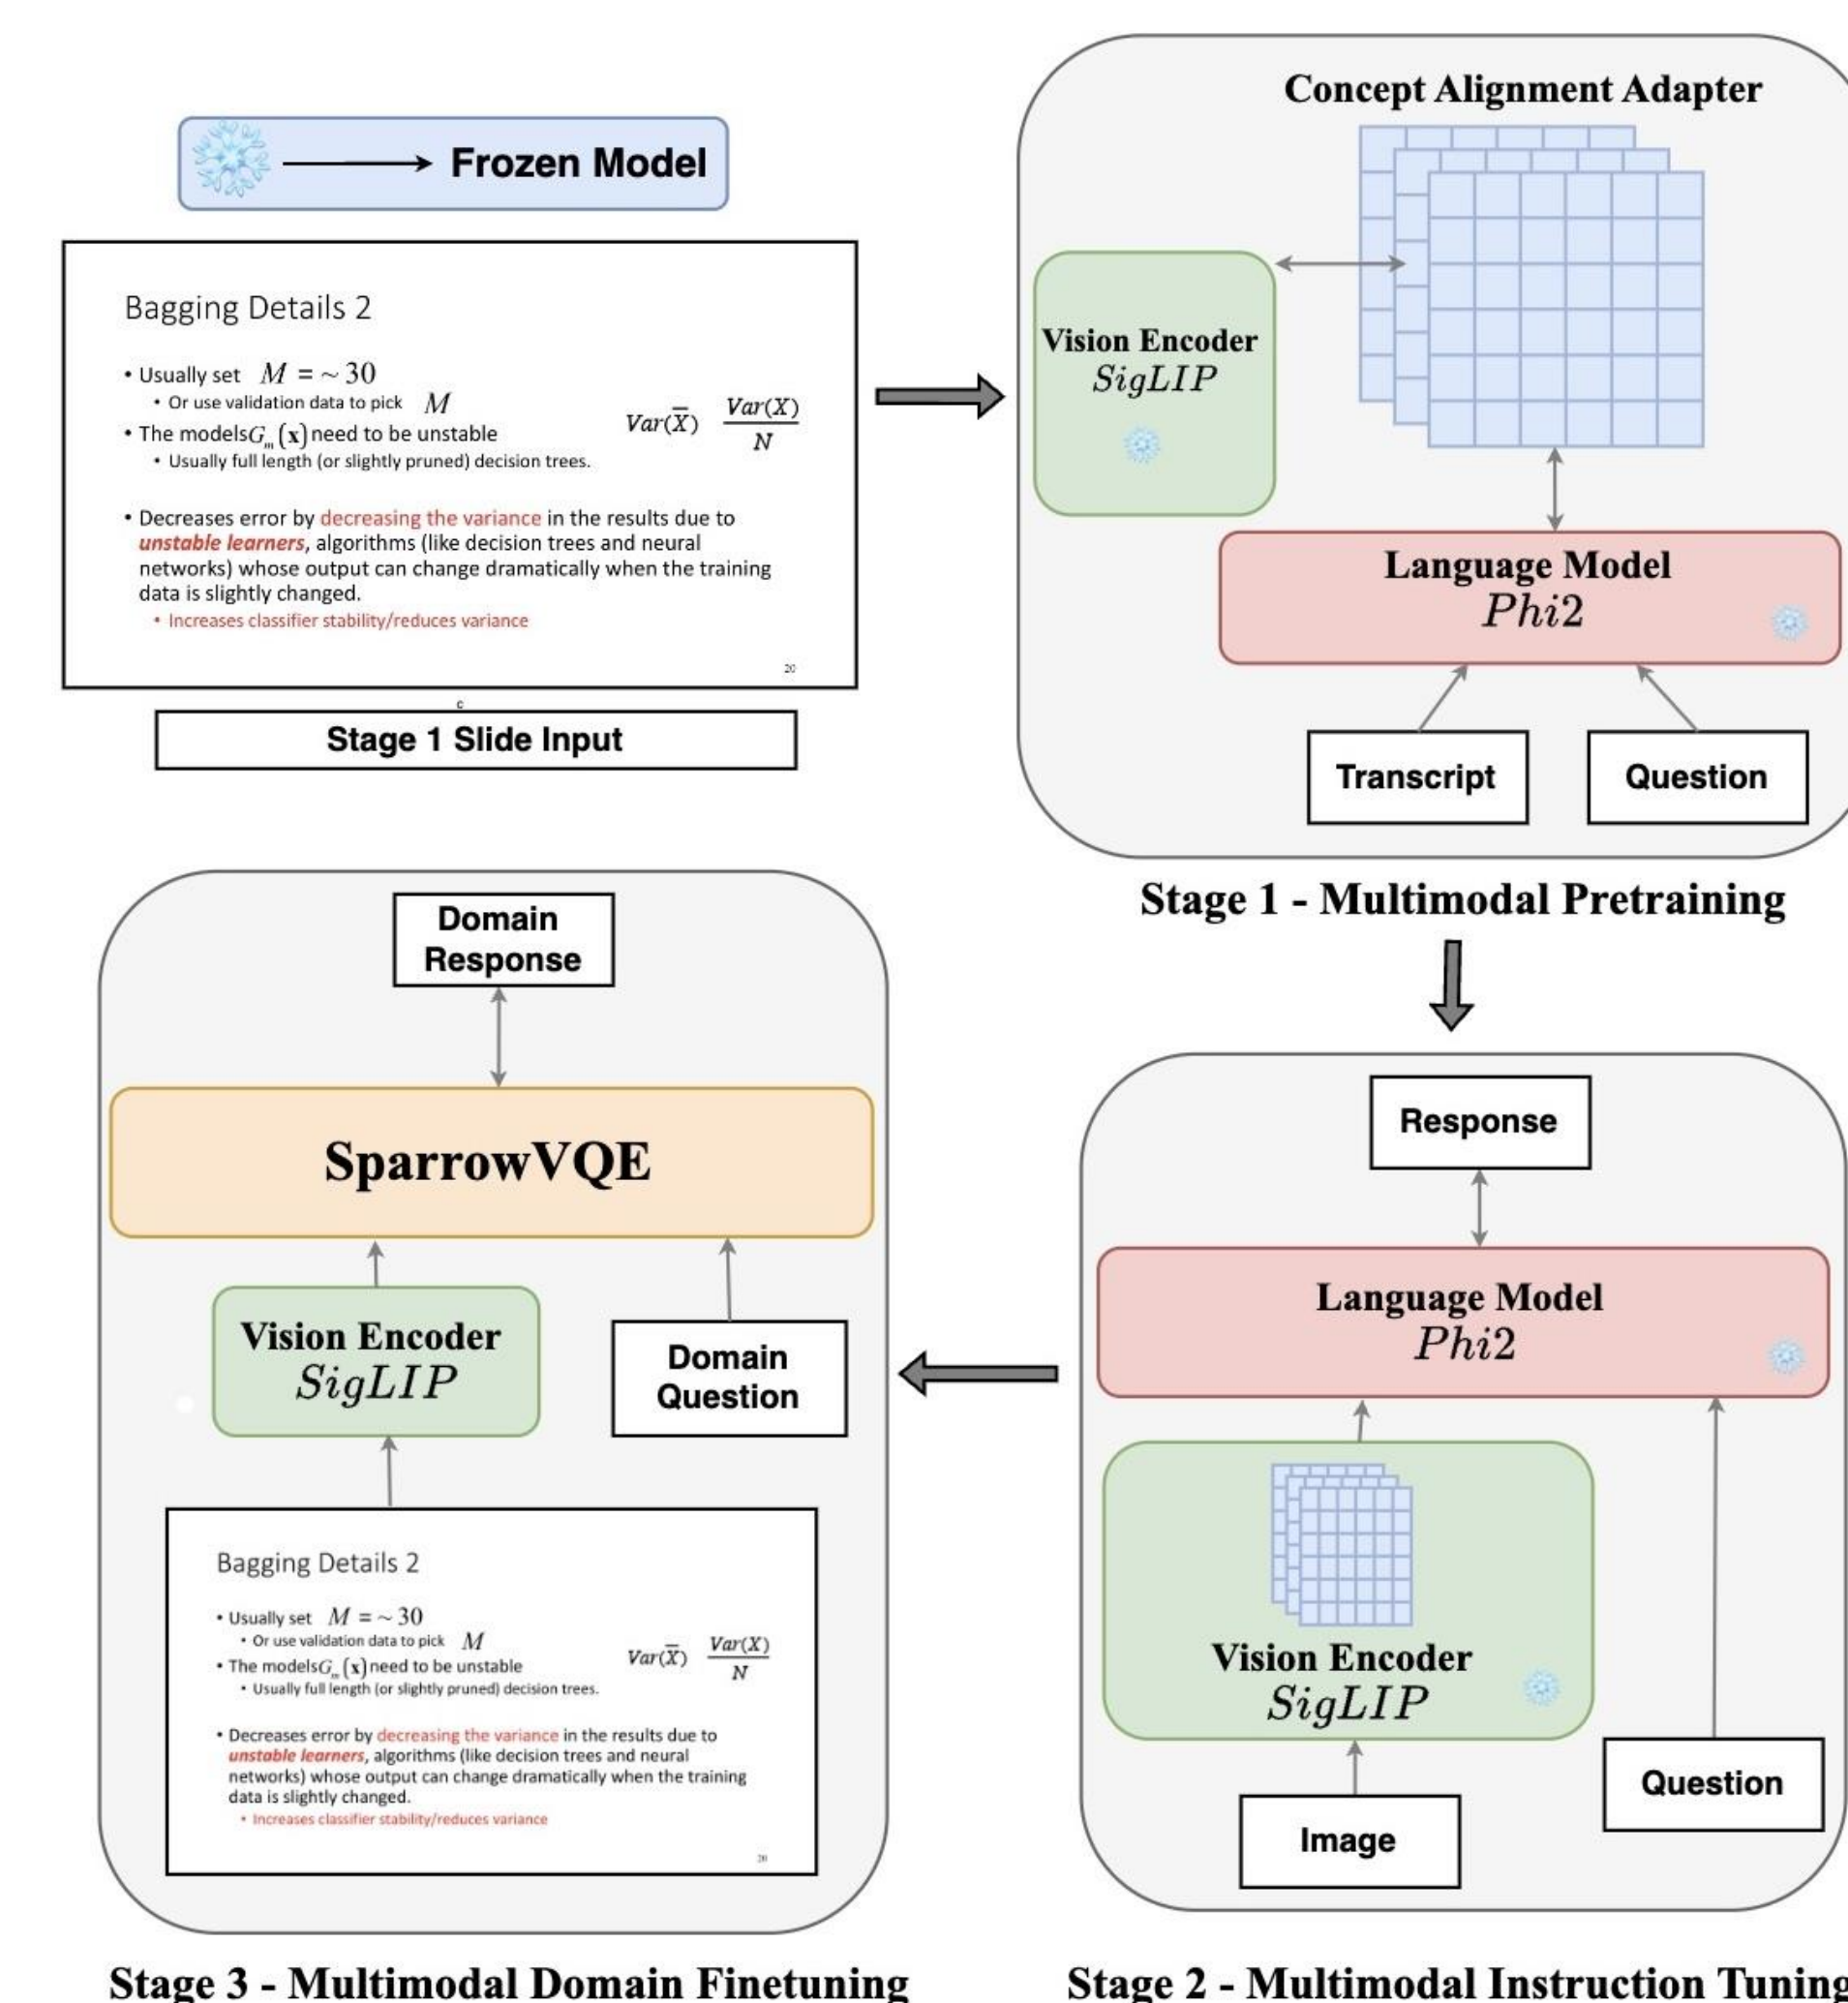 Frozen Model
Bagging Details 2
• Usually set M = ~ 30
• Or use validation data to pick M
• The models G_m(x) need to be unstable
• Usually full length (or slightly pruned) decision trees.
Var(X̅) Var(X)/N
• Decreases error by decreasing the variance in the results due to
unstable learners, algorithms (like decision trees and neural
networks) whose output can change dramatically when the training
data is slightly changed.
• Increases classifier stability/reduces variance
20
c
Stage 1 Slide Input
Concept Alignment Adapter
Vision Encoder
SigLIP
Language Model
Phi2
Transcript
Question
Stage 1 - Multimodal Pretraining
Response
Language Model
Phi2
Vision Encoder
SigLIP
Image
Question
Stage 2 - Multimodal Instruction Tuning
Domain
Response
SparrowVQE
Vision Encoder
SigLIP
Domain
Question
Bagging Details 2
• Usually set M = ~ 30
• Or use validation data to pick M
• The models G_m(x) need to be unstable
• Usually full length (or slightly pruned) decision trees.
Var(X̅) Var(X)/N
• Decreases error by decreasing the variance in the results due to
unstable learners, algorithms (like decision trees and neural
networks) whose output can change dramatically when the training
data is slightly changed.
• Increases classifier stability/reduces variance
20
Stage 3 - Multimodal Domain Finetuning